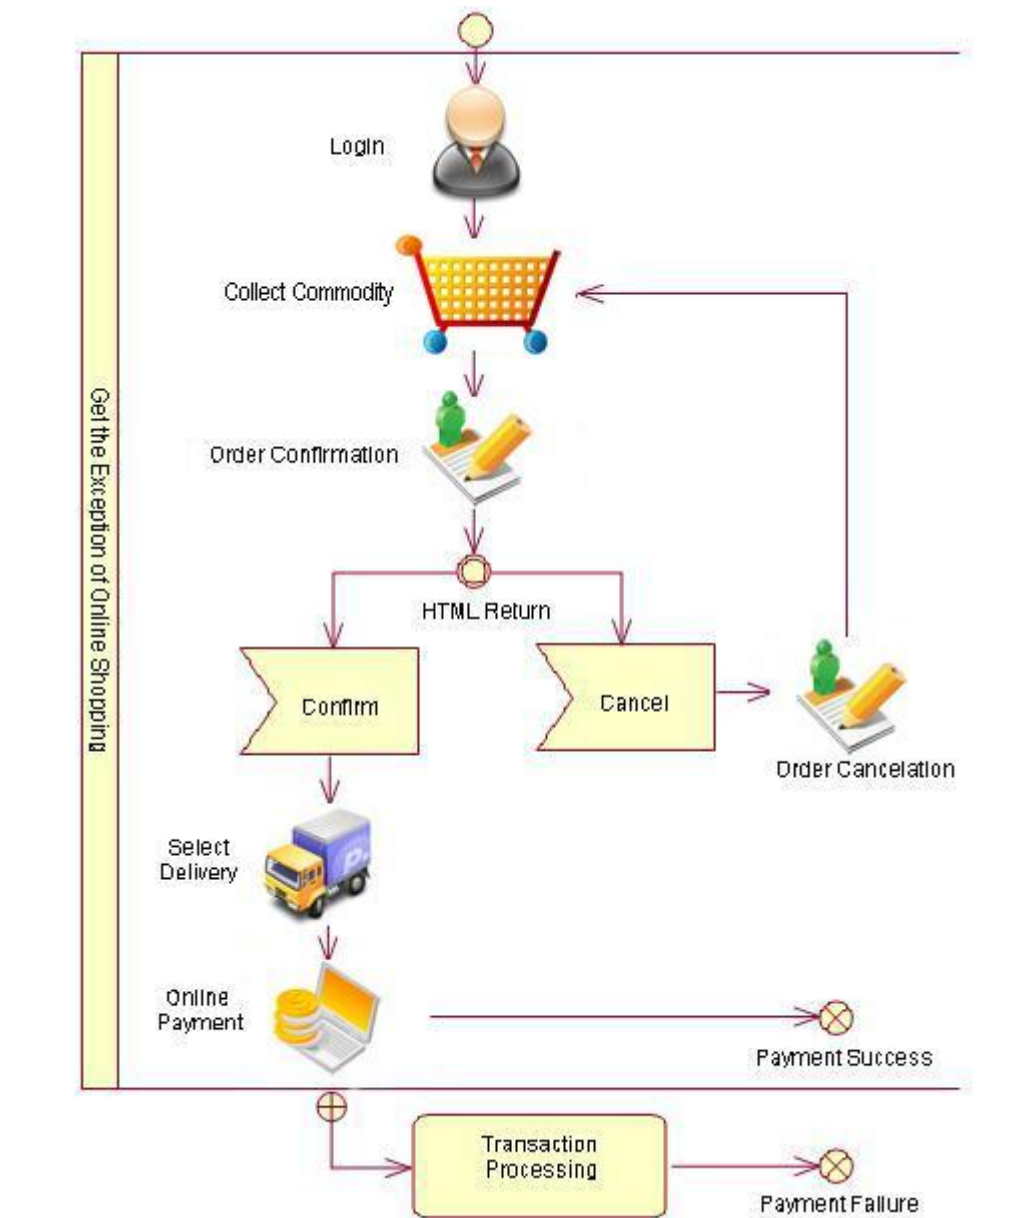 Login
Collect Commodity
Get the Exception of Online Shopping
Order Confirmation
HTML Return
Confirm
Cancel
Order Cancelation
Select
Delivery
Online
Payment
Payment Success
Transaction
Processing
Payment Failure